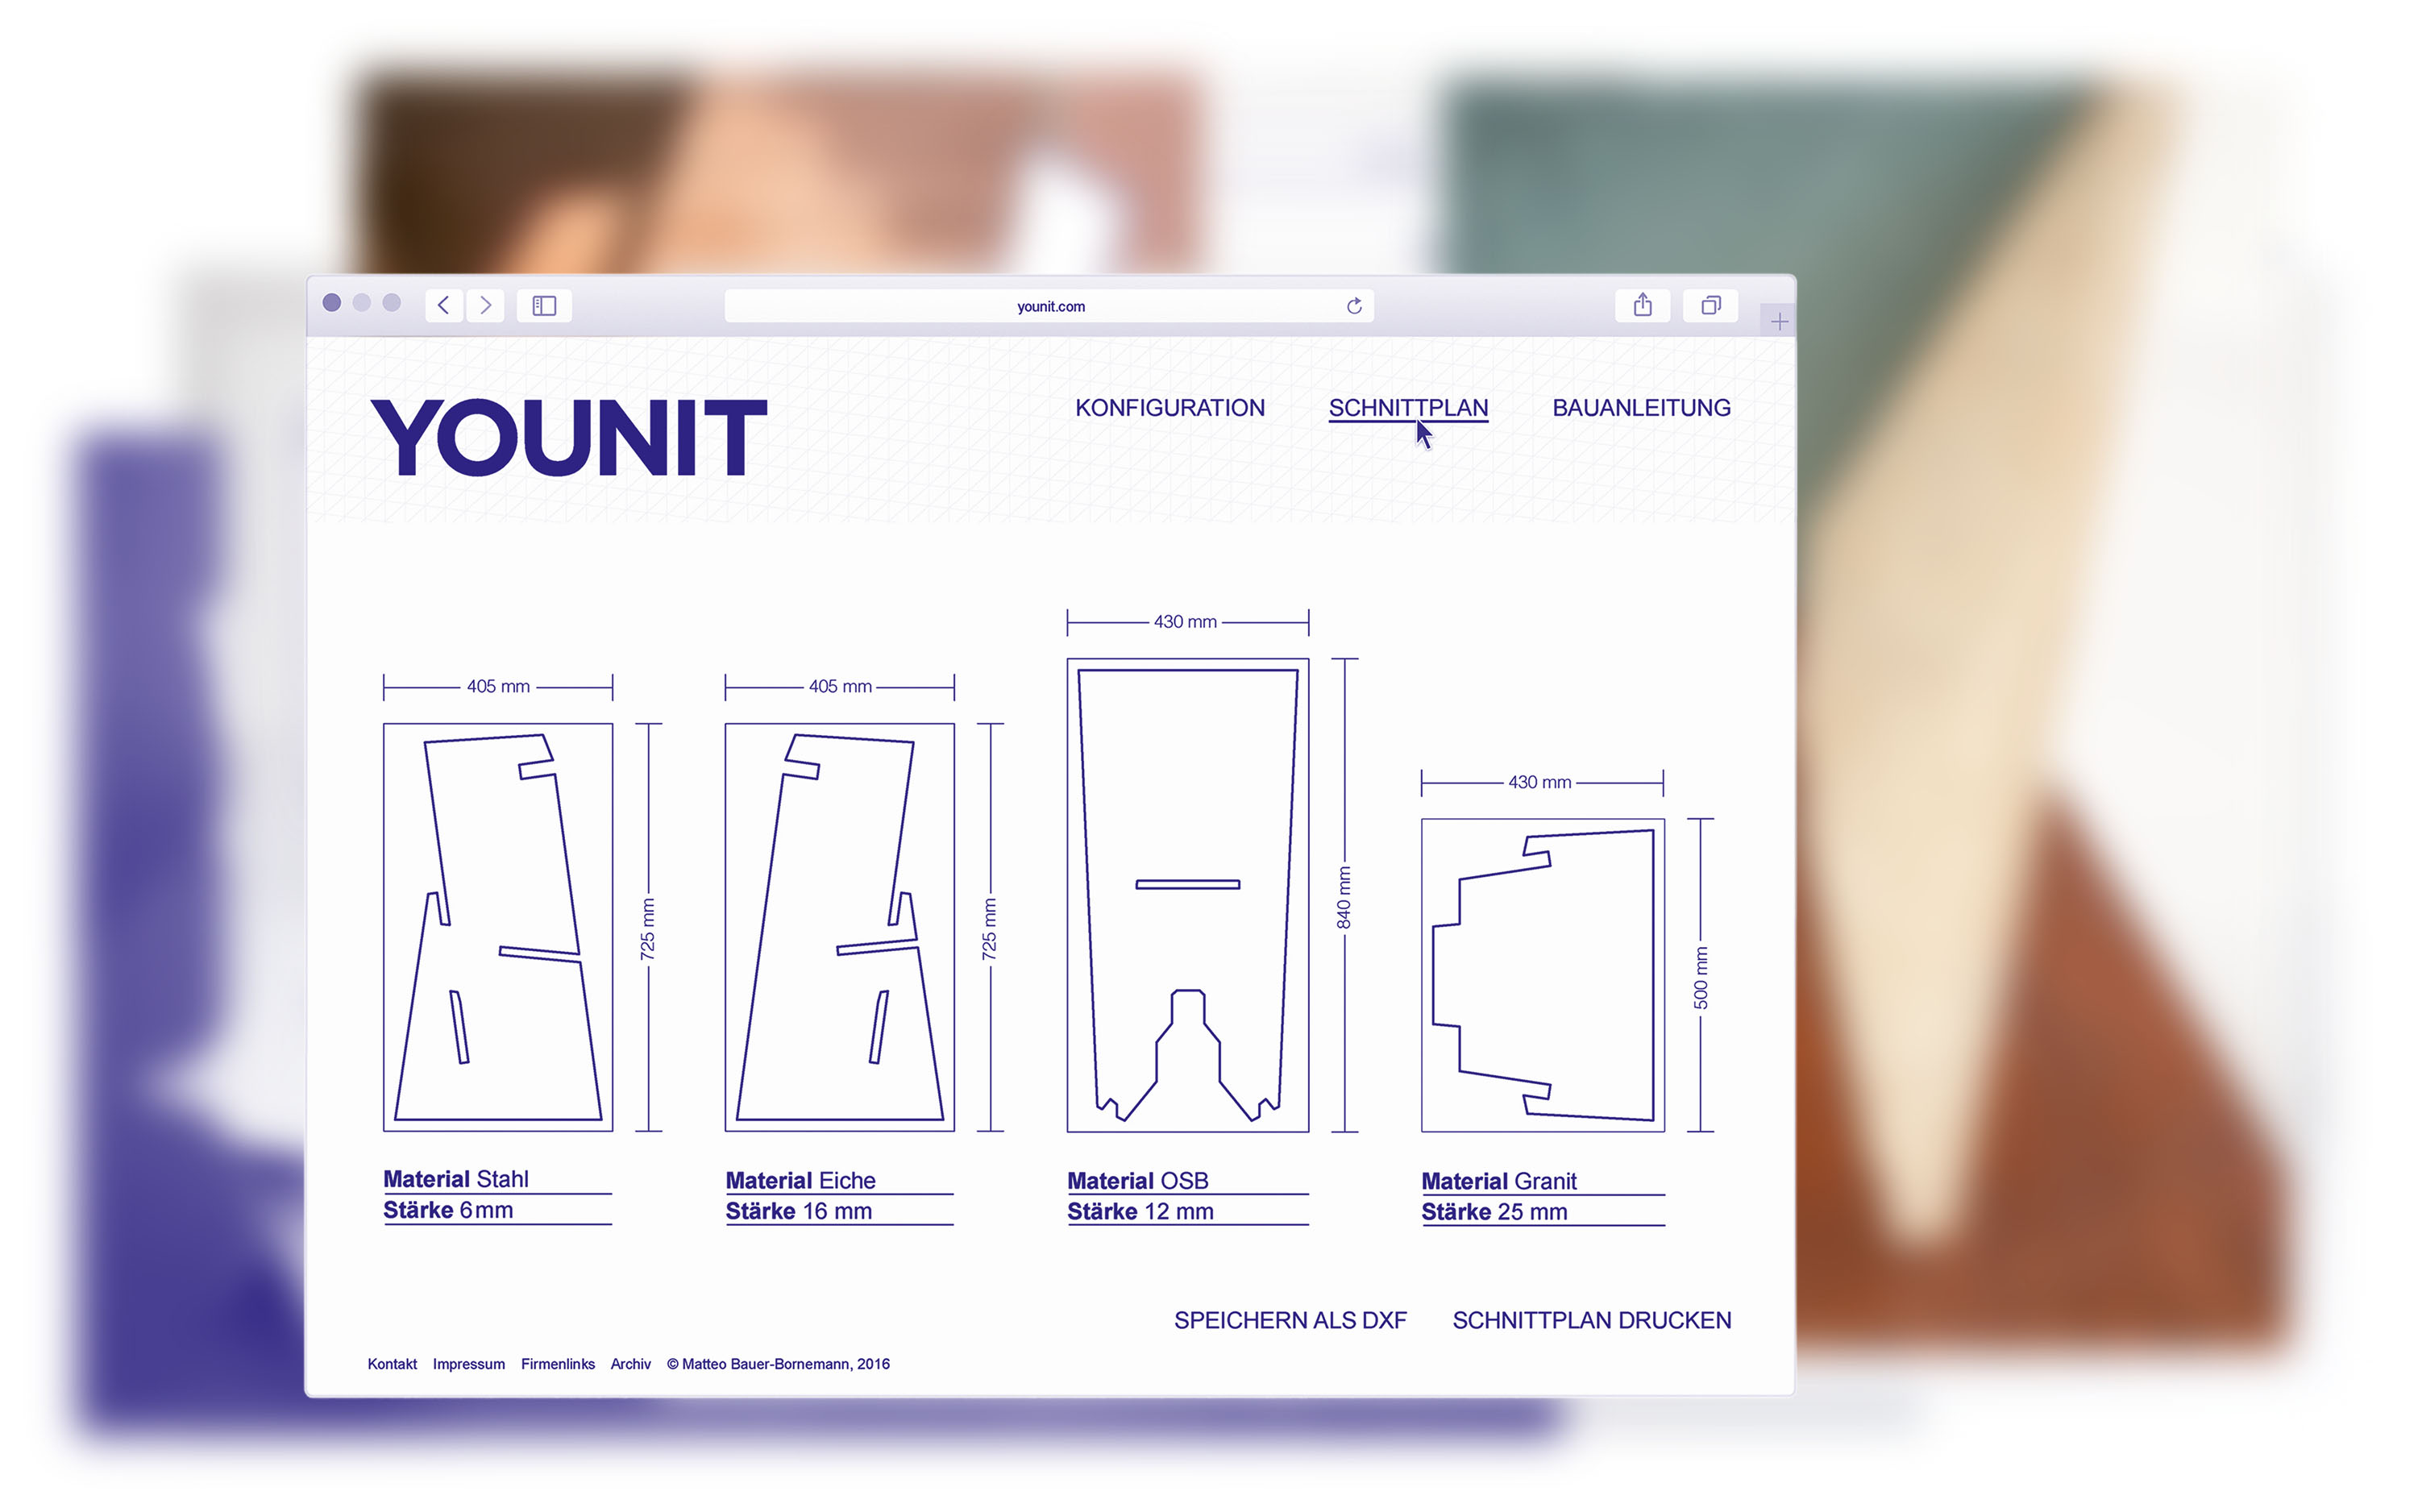 younit.com
YOUNIT
KONFIGURATION
SCHNITTPLAN
BAUANLEITUNG
405 mm
725 mm
405 mm
725 mm
430 mm
840 mm
430 mm
500 mm
Material Stahl
Stärke 6mm
Material Eiche
Stärke 16 mm
Material OSB
Stärke 12 mm
Material Granit
Stärke 25 mm
SPEICHERN ALS DXF
SCHNITTPLAN DRUCKEN
Kontakt Impressum Firmenlinks Archiv © Matteo Bauer-Bornemann, 2016